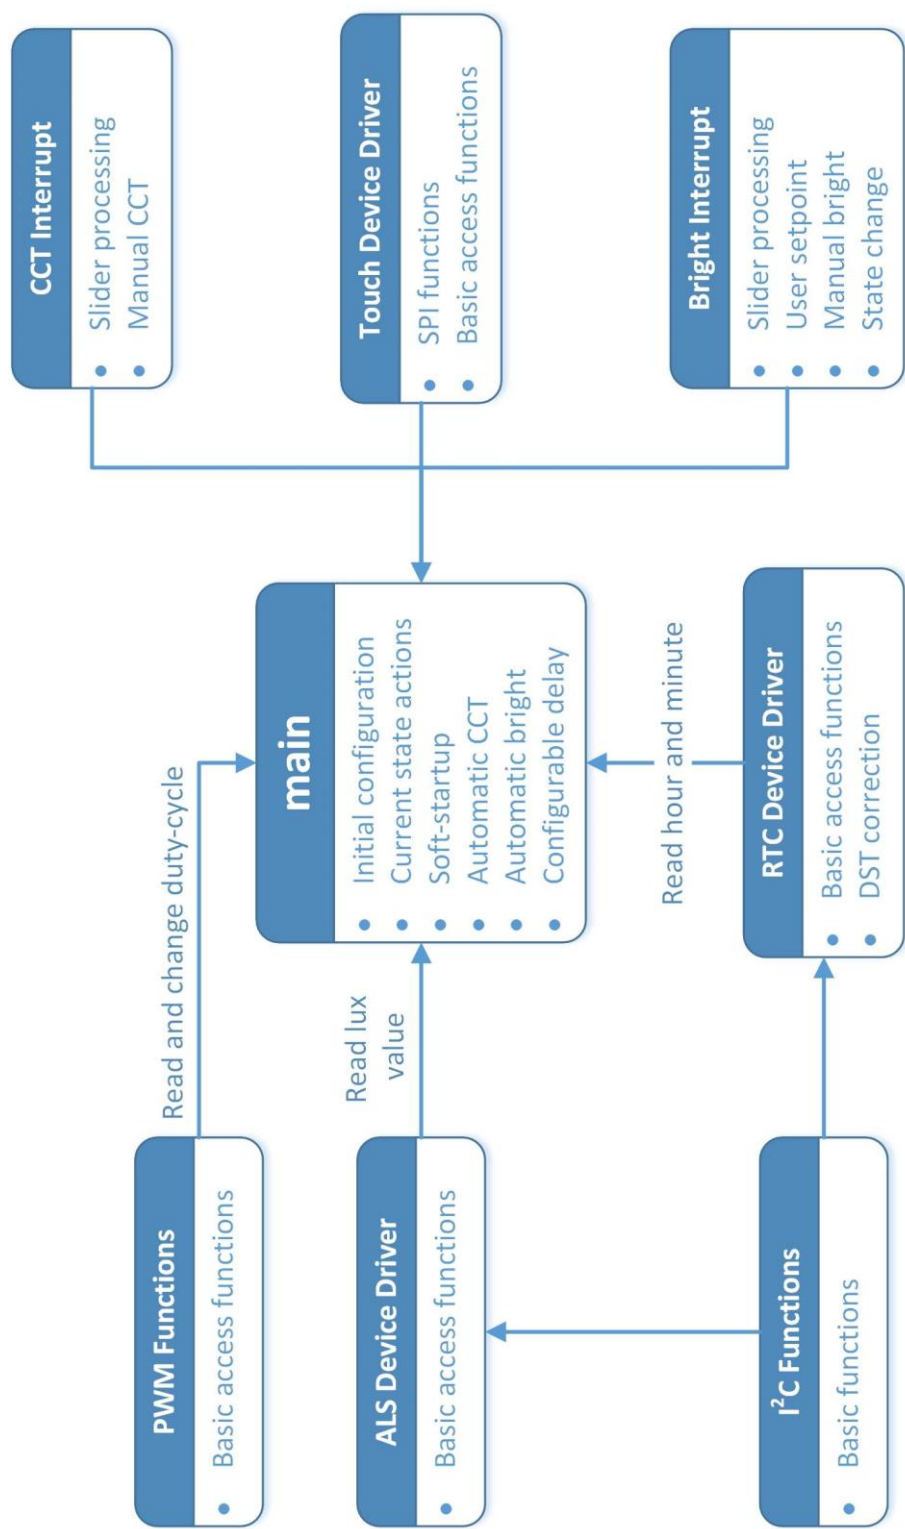 PWM Functions
Basic access functions
Read and change duty-cycle
CCT Interrupt
Slider processing
Manual CCT
main
Initial configuration
Current state actions
Soft-startup
Automatic CCT
Automatic bright
Configurable delay
ALS Device Driver
Basic access functions
Read lux
value
Touch Device Driver
SPI functions
Basic access functions
I²C Functions
Basic functions
RTC Device Driver
Basic access functions
DST correction
Read hour and minute
Bright Interrupt
Slider processing
User setpoint
Manual bright
State change